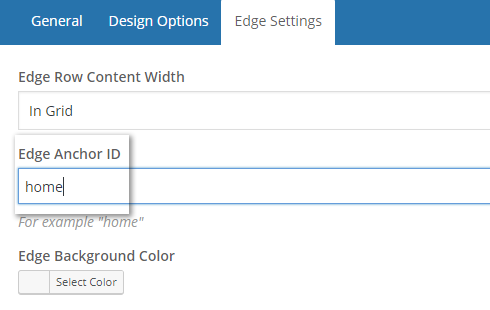 General Design Options Edge Settings
Edge Row Content Width
In Grid
Edge Anchor ID
home
For example "home"
Edge Background Color
Select Color